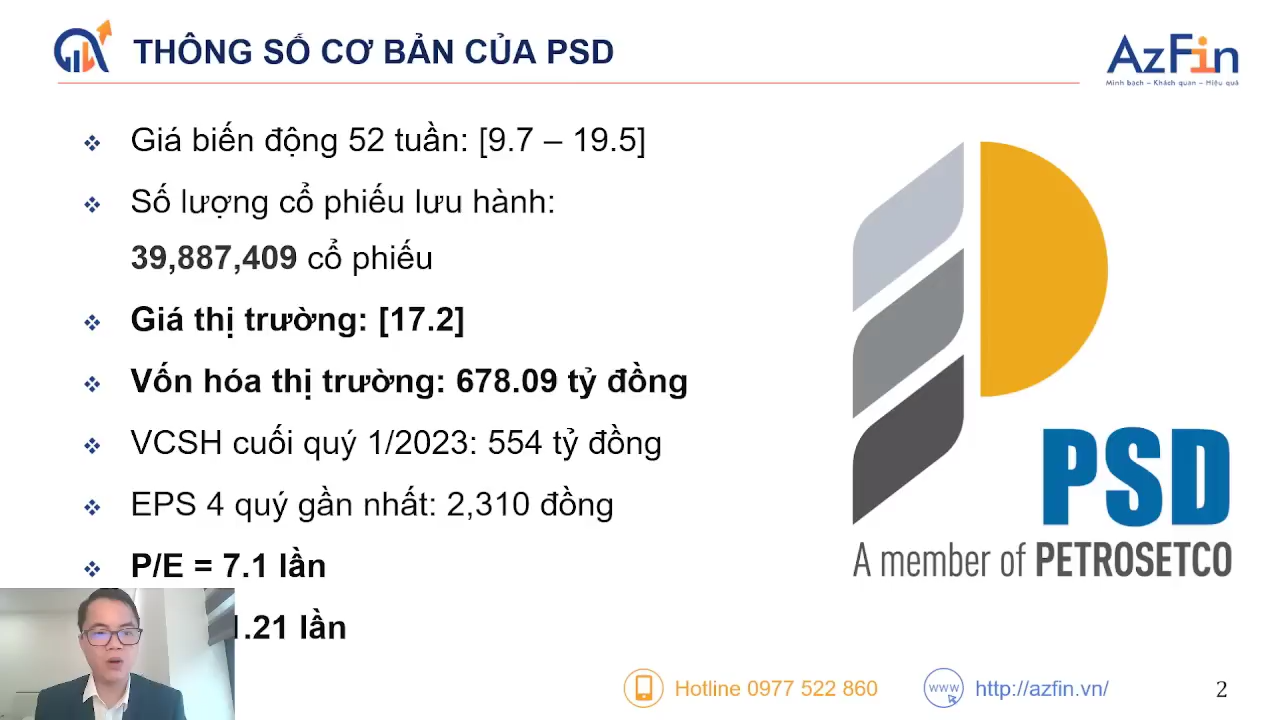 THÔNG SỐ CƠ BẢN CỦA PSD
AzFin
Minh bạch – Khách quan – Hiệu quả
Giá biến động 52 tuần: [9.7 – 19.5]
Số lượng cổ phiếu lưu hành:
39,887,409 cổ phiếu
Giá thị trường: [17.2]
Vốn hóa thị trường: 678.09 tỷ đồng
VCSH cuối quý 1/2023: 554 tỷ đồng
EPS 4 quý gần nhất: 2,310 đồng
P/E = 7.1 lần
1.21 lần
PSD
A member of PETROSETCO
Hotline 0977 522 860
www
http://azfin.vn/
2